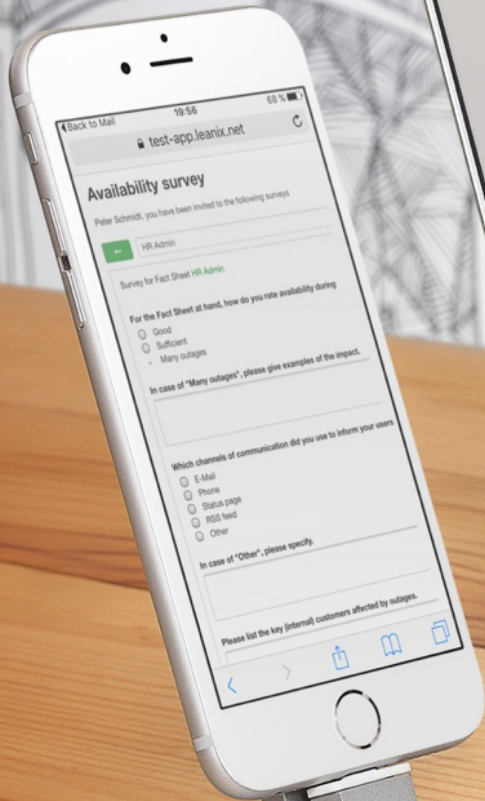 Back to Mail 19:56 68 %
test-app.leanix.net
Availability survey
Peter Schmidt, you have been invited to the following surveys
HR Admin
Survey for Fact Sheet HR Admin
For the Fact Sheet at hand, how do you rate availability during
Good
Sufficient
Many outages
In case of "Many outages", please give examples of the impact.
Which channels of communication did you use to inform your users
E-Mail
Phone
Status page
RSS feed
Other
In case of "Other", please specify.
Please list the key (internal) customers affected by outages.